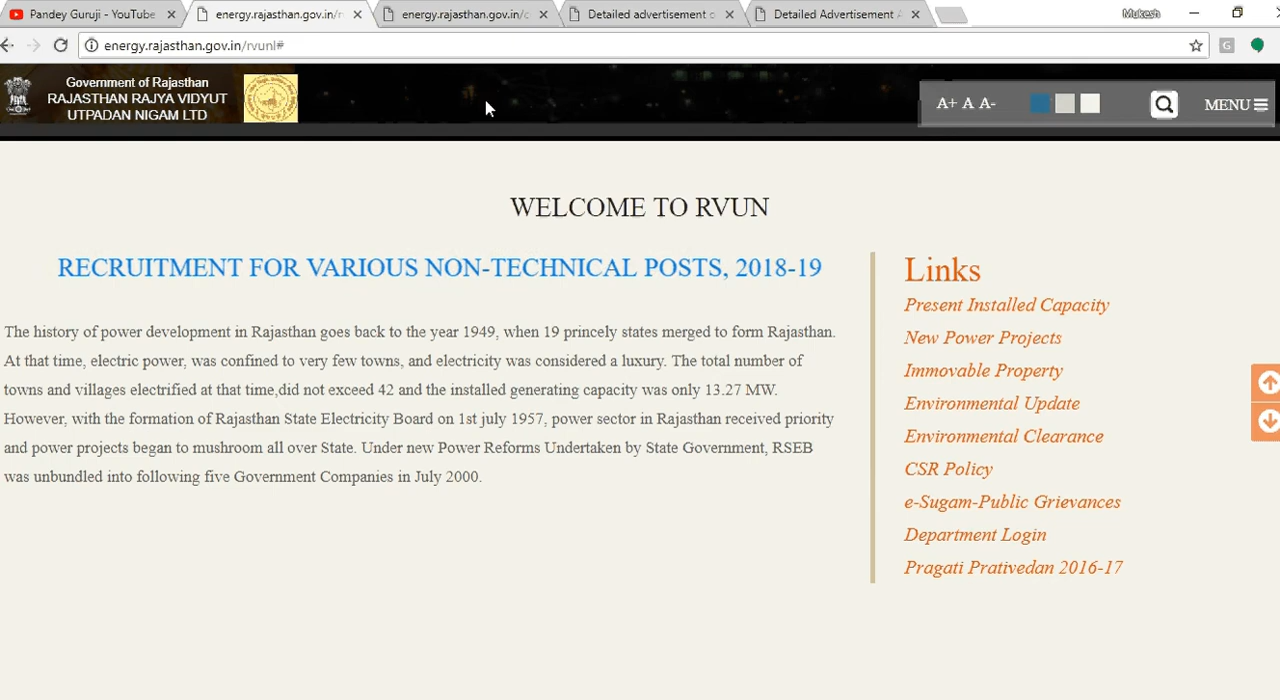 Pandey Guruji - YouTube
energy.rajasthan.gov.in/r
energy.rajasthan.gov.in/c
Detailed advertisement o
Detailed Advertisement A
Mukesh
energy.rajasthan.gov.in/rvunl#
G
Government of Rajasthan
RAJASTHAN RAJYA VIDYUT
UTPADAN NIGAM LTD
A+ A A-
MENU
WELCOME TO RVUN
RECRUITMENT FOR VARIOUS NON-TECHNICAL POSTS, 2018-19
The history of power development in Rajasthan goes back to the year 1949, when 19 princely states merged to form Rajasthan.
At that time, electric power, was confined to very few towns, and electricity was considered a luxury. The total number of
towns and villages electrified at that time,did not exceed 42 and the installed generating capacity was only 13.27 MW.
However, with the formation of Rajasthan State Electricity Board on 1st july 1957, power sector in Rajasthan received priority
and power projects began to mushroom all over State. Under new Power Reforms Undertaken by State Government, RSEB
was unbundled into following five Government Companies in July 2000.
Links
Present Installed Capacity
New Power Projects
Immovable Property
Environmental Update
Environmental Clearance
CSR Policy
e-Sugam-Public Grievances
Department Login
Pragati Prativedan 2016-17